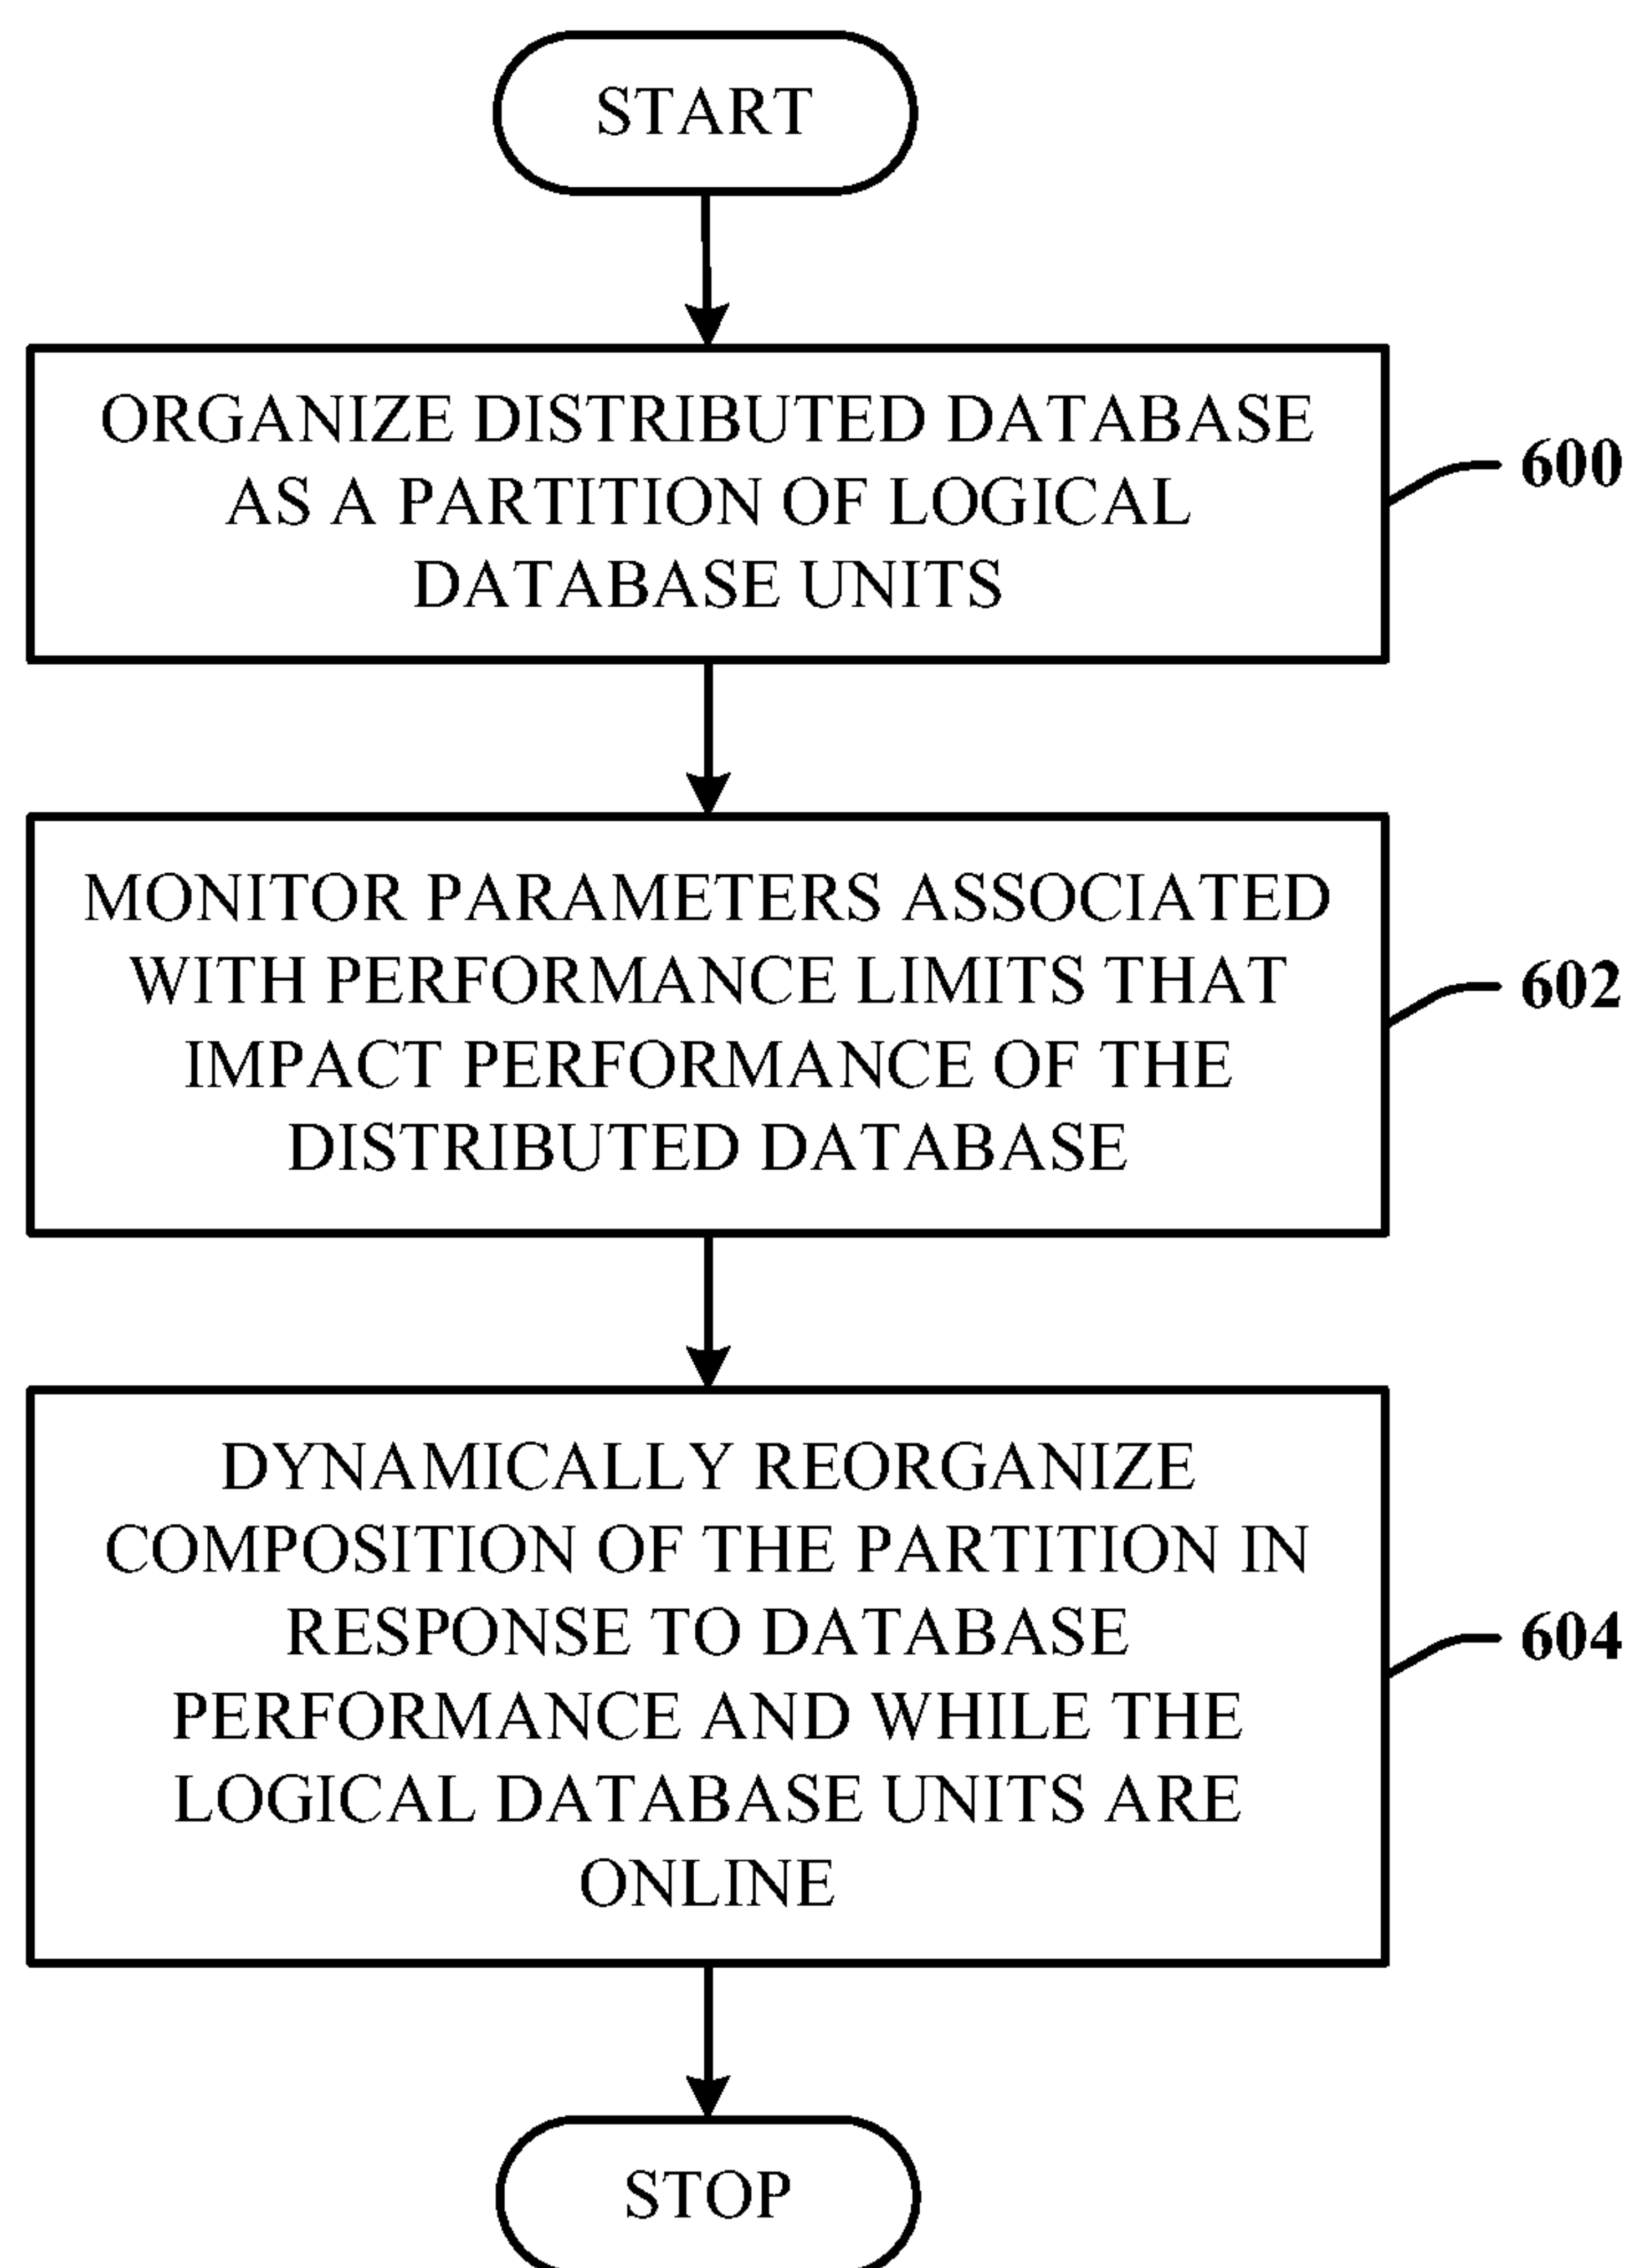 START
ORGANIZE DISTRIBUTED DATABASE
AS A PARTITION OF LOGICAL
DATABASE UNITS
600
MONITOR PARAMETERS ASSOCIATED
WITH PERFORMANCE LIMITS THAT
IMPACT PERFORMANCE OF THE
DISTRIBUTED DATABASE
602
DYNAMICALLY REORGANIZE
COMPOSITION OF THE PARTITION IN
RESPONSE TO DATABASE
PERFORMANCE AND WHILE THE
LOGICAL DATABASE UNITS ARE
ONLINE
604
STOP